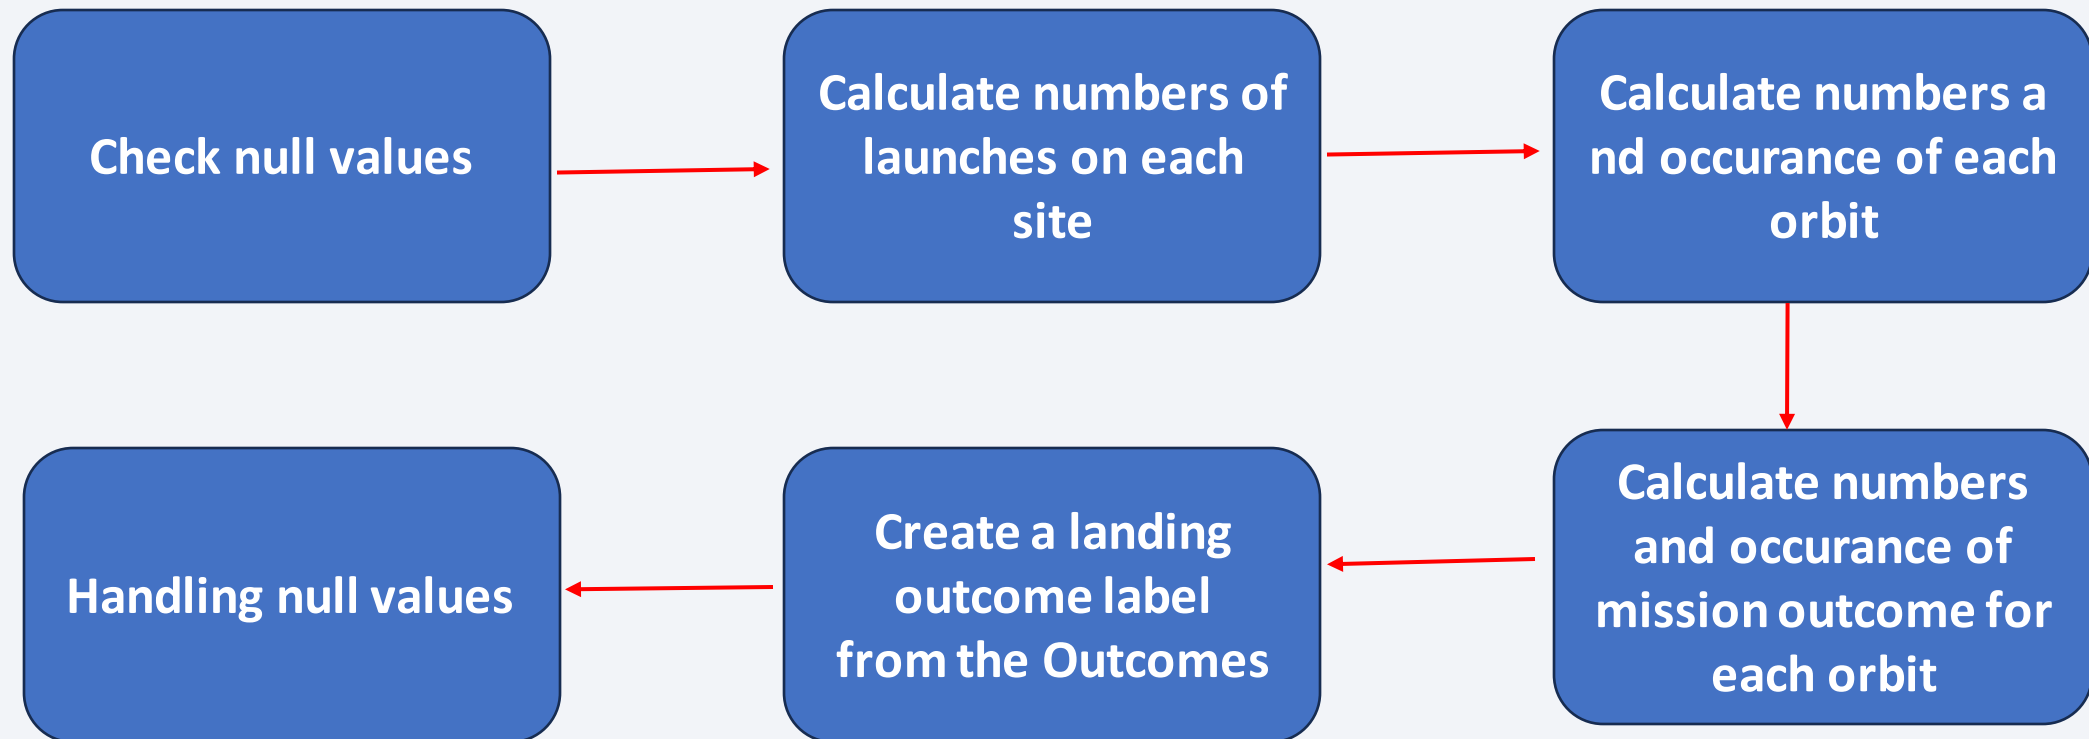 Check null values
Calculate numbers of
launches on each
site
Calculate numbers a
nd occurance of each
orbit
Calculate numbers
and occurance of
mission outcome for
each orbit
Create a landing
outcome label
from the Outcomes
Handling null values